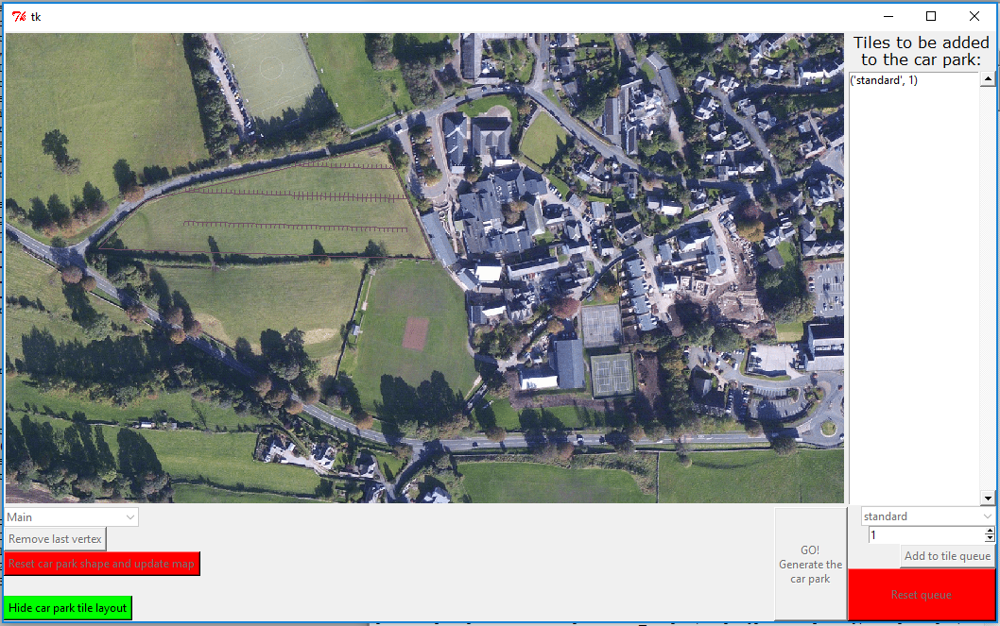 tk
Tiles to be added
to the car park:
('standard', 1)
Main
Remove last vertex
Reset car park shape and update map
Hide car park tile layout
GO!
Generate the
car park
standard
1
Add to tile queue
Reset queue